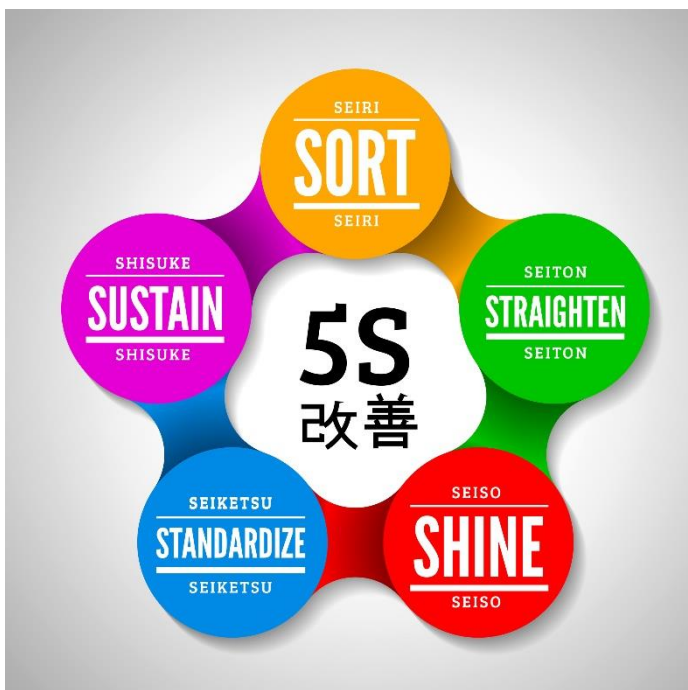 SEIRI
SORT
SEIRI
SEITON
STRAIGHTEN
SEITON
SEISO
SHINE
SEISO
SEIKETSU
STANDARDIZE
SEIKETSU
SHISUKE
SUSTAIN
SHISUKE
5S
改善